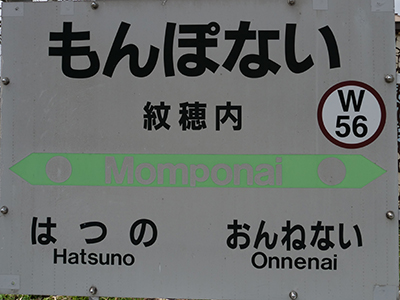 もんぽない
紋穂内
W
56
Momponai
はつの
おんねない
Hatsuno
Onnenai